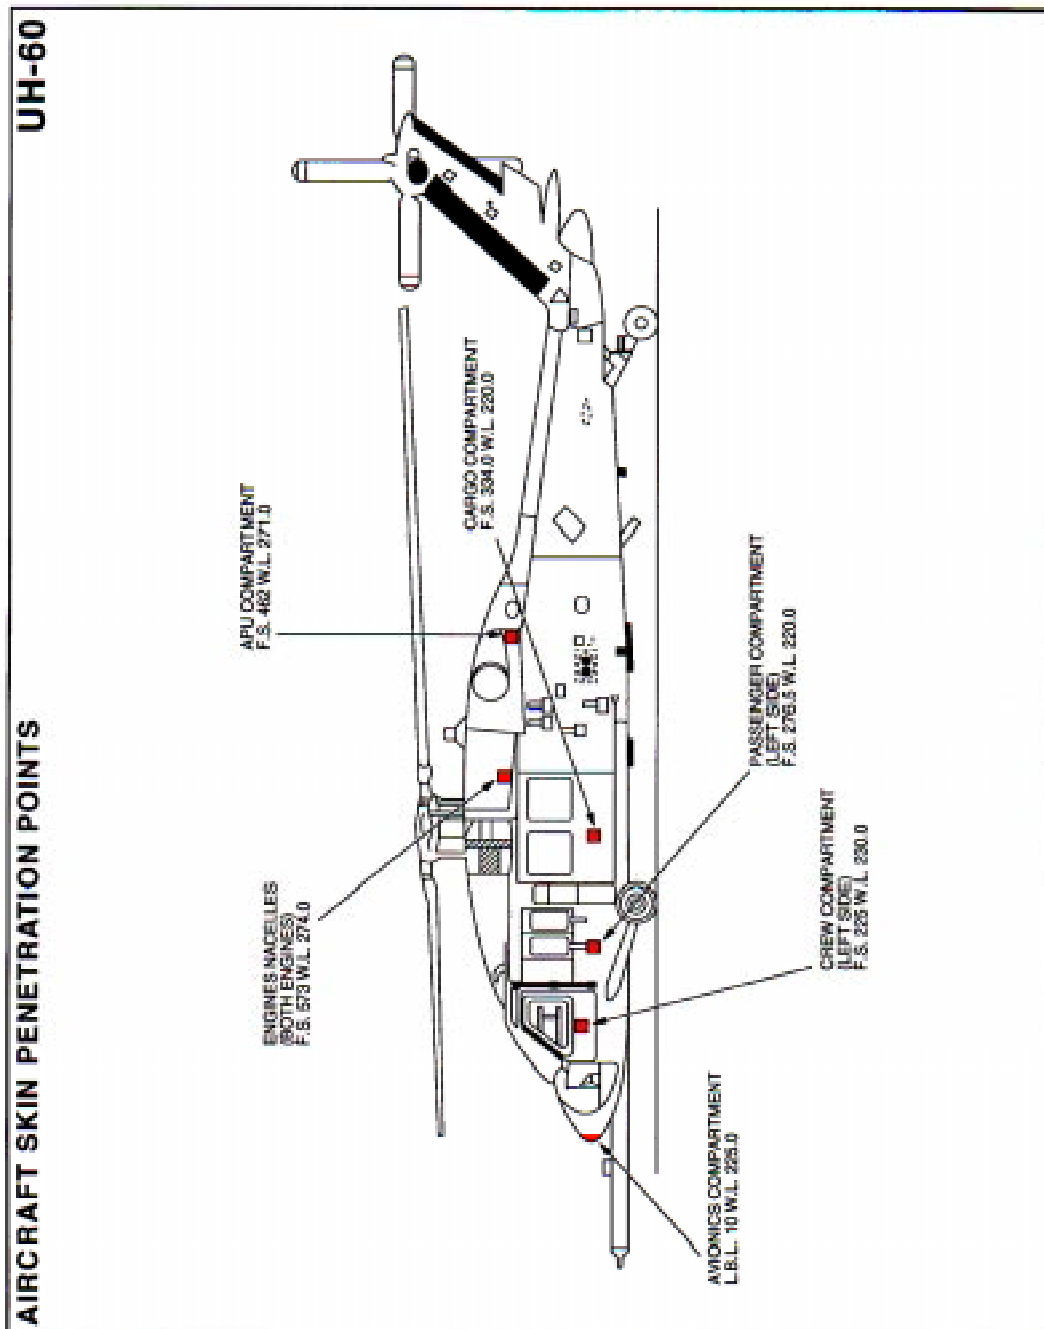 AIRCRAFT SKIN PENETRATION POINTS
UH-60
APU COMPARTMENT
F.S. 462 W.L. 271.0
CARGO COMPARTMENT
F.S. 394.0 W.L. 220.0
ENGINES NACELLES
(BOTH ENGINES)
F.S. 573 W.L. 274.0
PASSENGER COMPARTMENT
(LEFT SIDE)
F.S. 276.5 W.L. 220.0
CREW COMPARTMENT
(LEFT SIDE)
F.S. 225 W.L. 230.0
AVIONICS COMPARTMENT
L.B.L. 10 W.L. 225.0